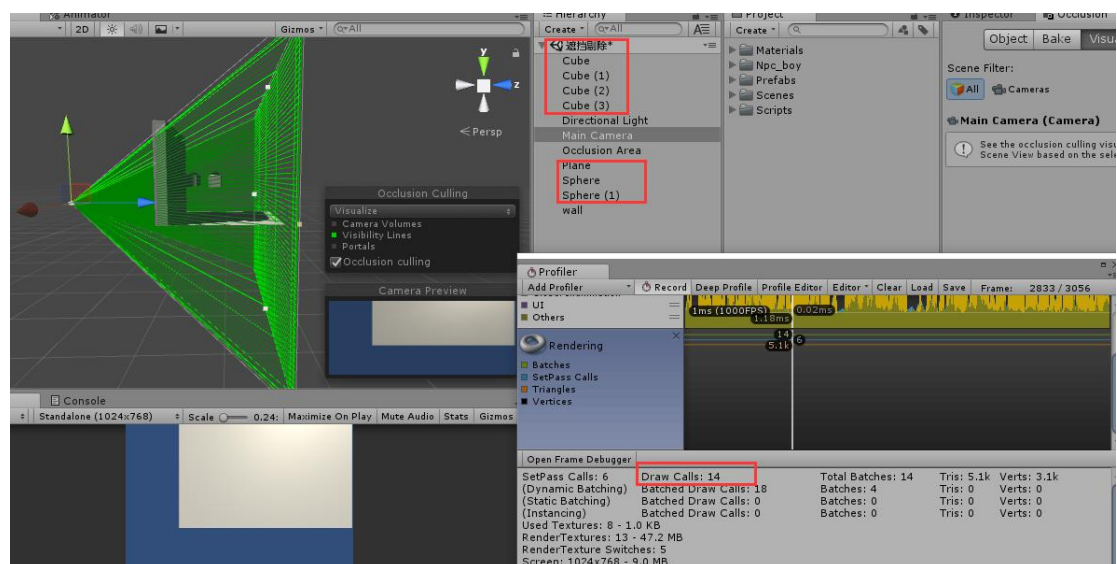 Animator
2D
Gizmos
Q▾All
y
z
Persp
Occlusion Culling
Visualize
Camera Volumes
Visibility Lines
Portals
Occlusion culling
Camera Preview
Console
Standalone (1024x768) Scale 0.24: Maximize On Play Mute Audio Stats Gizmos
Hierarchy
Create Q▾All
遮挡剔除*
Cube
Cube (1)
Cube (2)
Cube (3)
Directional Light
Main Camera
Occlusion Area
Plane
Sphere
Sphere (1)
wall
Project
Create
Materials
Npc_boy
Prefabs
Scenes
Scripts
Inspector Occlusion
Object Bake Visua
Scene Filter:
All Cameras
Main Camera (Camera)
See the occlusion culling visu
Scene View based on the sele
Profiler
Add Profiler Record Deep Profile Profile Editor Editor Clear Load Save Frame: 2833 / 3056
UI
Others
1ms (1000FPS)
1.18ms
0.02ms
14
6
5.1k
Rendering
Batches
SetPass Calls
Triangles
Vertices
Open Frame Debugger
SetPass Calls: 6 Draw Calls: 14 Total Batches: 14 Tris: 5.1k Verts: 3.1k
(Dynamic Batching) Batched Draw Calls: 18 Batches: 4 Tris: 0 Verts: 0
(Static Batching) Batched Draw Calls: 0 Batches: 0 Tris: 0 Verts: 0
(Instancing) Batched Draw Calls: 0 Batches: 0 Tris: 0 Verts: 0
Used Textures: 8 - 1.0 KB
RenderTextures: 13 - 47.2 MB
RenderTexture Switches: 5
Screen: 1024x768 - 9.0 MB